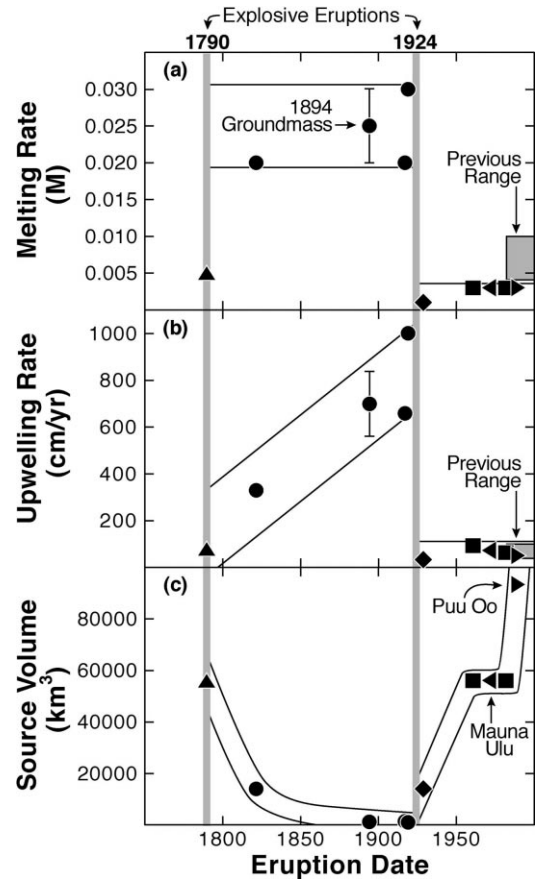 Explosive Eruptions
1790 1924
(a)
0.030
0.025
0.020
0.015
0.010
0.005
Melting Rate
(M)
1894
Groundmass
Previous
Range
(b)
1000
800
600
400
200
Upwelling Rate
(cm/yr)
Previous
Range
(c)
80000
60000
40000
20000
Source Volume
(km³)
Puu Oo
Mauna
Ulu
1800 1850 1900 1950
Eruption Date